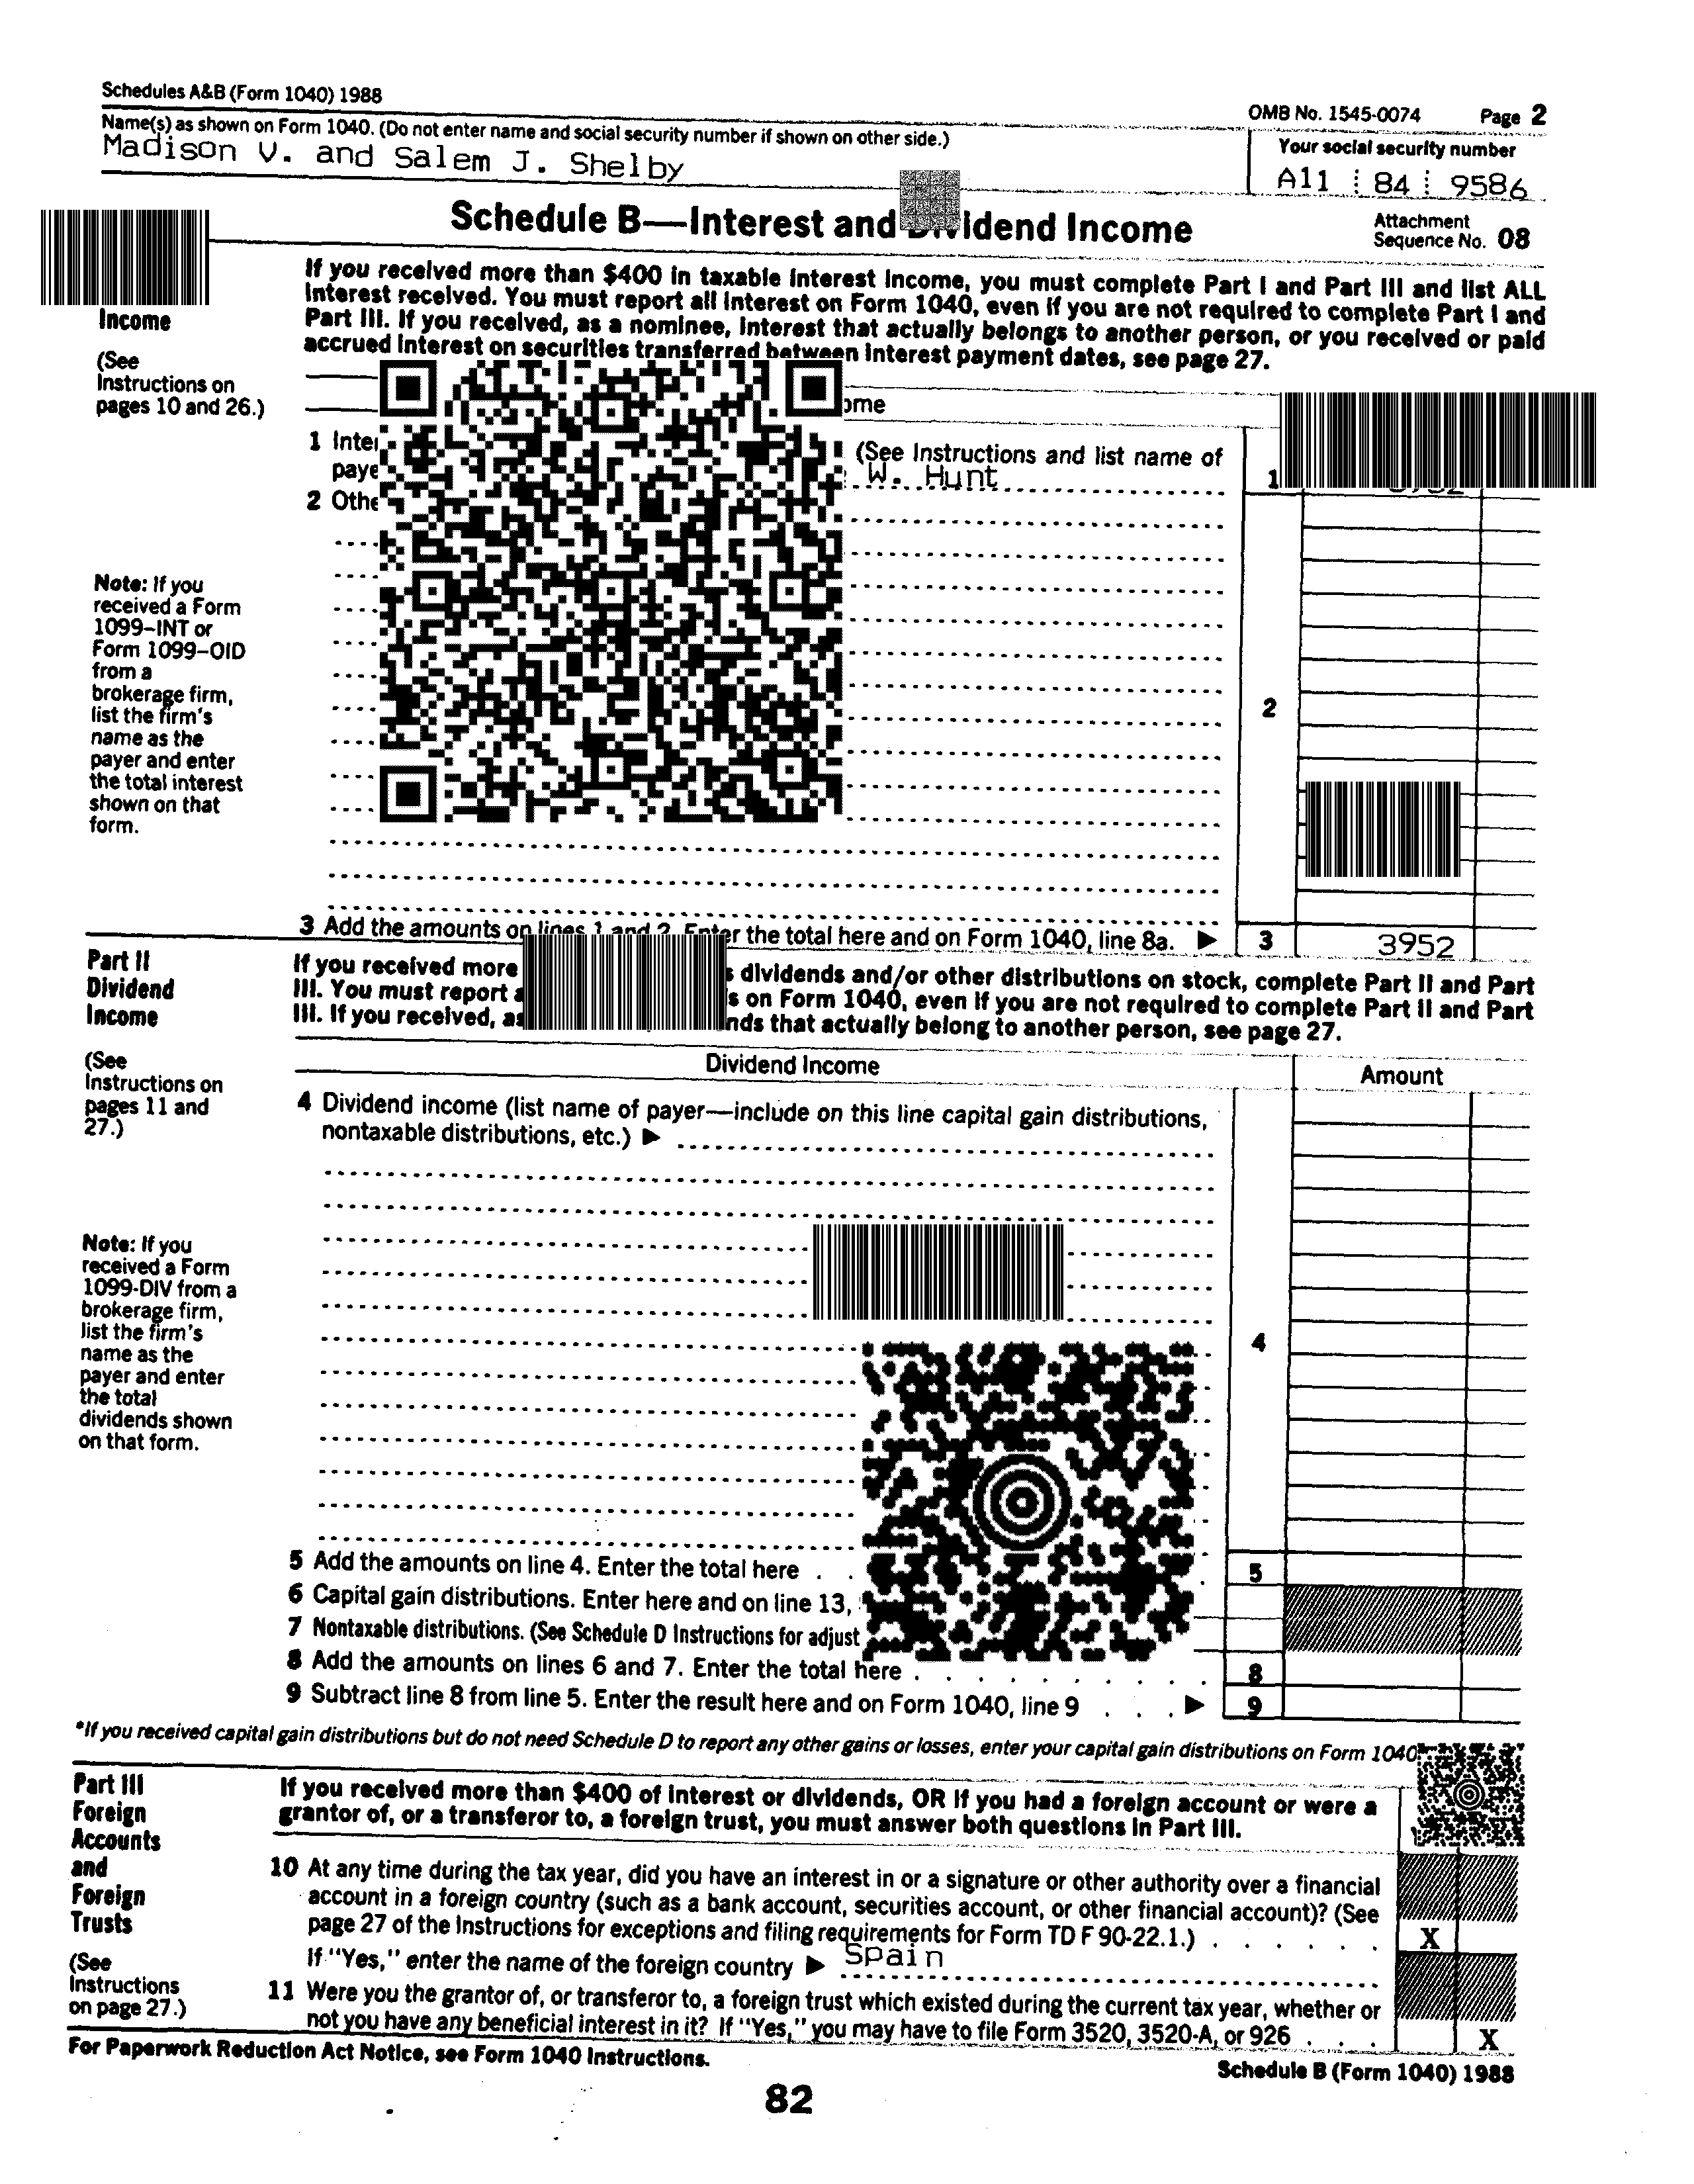 Schedules A&B (Form 1040) 1988
OMB No. 1545-0074 Page 2
Name(s) as shown on Form 1040. (Do not enter name and social security number if shown on other side.)
Your social security number
Madison V. and Salem J. Shelby
A11 84 9586
Schedule B—Interest and Dividend Income
Attachment
Sequence No. 08
Income
(See
Instructions on
pages 10 and 26.)
If you received more than $400 in taxable interest income, you must complete Part I and Part III and list ALL
interest received. You must report all interest on Form 1040, even if you are not required to complete Part I and
Part III. If you received, as a nominee, interest that actually belongs to another person, or you received or paid
accrued interest on securities transferred between interest payment dates, see page 27.
1 (See Instructions and list name of
W. Hunt
1
2
Note: If you
received a Form
1099–INT or
Form 1099–OID
from a
brokerage firm,
list the firm's
name as the
payer and enter
the total interest
shown on that
form.
2
3 Add the amounts on lines 1 and 2. Enter the total here and on Form 1040, line 8a. ▶ 3 3952
Part II
Dividend
Income
(See
Instructions on
pages 11 and
27.)
If you received more dividends and/or other distributions on stock, complete Part II and Part
III. You must report on Form 1040, even if you are not required to complete Part II and Part
III. If you received, that actually belong to another person, see page 27.
Dividend Income
Amount
4 Dividend income (list name of payer—include on this line capital gain distributions,
nontaxable distributions, etc.) ▶
Note: If you
received a Form
1099-DIV from a
brokerage firm,
list the firm's
name as the
payer and enter
the total
dividends shown
on that form.
4
5 Add the amounts on line 4. Enter the total here . . 5
6 Capital gain distributions. Enter here and on line 13,
7 Nontaxable distributions. (See Schedule D Instructions for
8 Add the amounts on lines 6 and 7. Enter the total here . . . . . . . 8
9 Subtract line 8 from line 5. Enter the result here and on Form 1040, line 9 . . . ▶ 9
*If you received capital gain distributions but do not need Schedule D to report any other gains or losses, enter your capital gain distributions on Form 1040
Part III
Foreign
Accounts
and
Foreign
Trusts
(See
Instructions
on page 27.)
If you received more than $400 of interest or dividends, OR if you had a foreign account or were a
grantor of, or a transferor to, a foreign trust, you must answer both questions in Part III.
10 At any time during the tax year, did you have an interest in or a signature or other authority over a financial
account in a foreign country (such as a bank account, securities account, or other financial account)? (See
page 27 of the Instructions for exceptions and filing requirements for Form TD F 90-22.1.) . . . . . . X
If "Yes," enter the name of the foreign country ▶ Spain
11 Were you the grantor of, or transferor to, a foreign trust which existed during the current tax year, whether or
not you have any beneficial interest in it? If "Yes," you may have to file Form 3520, 3520-A, or 926 . . . X
For Paperwork Reduction Act Notice, see Form 1040 Instructions.
Schedule B (Form 1040) 1988
82